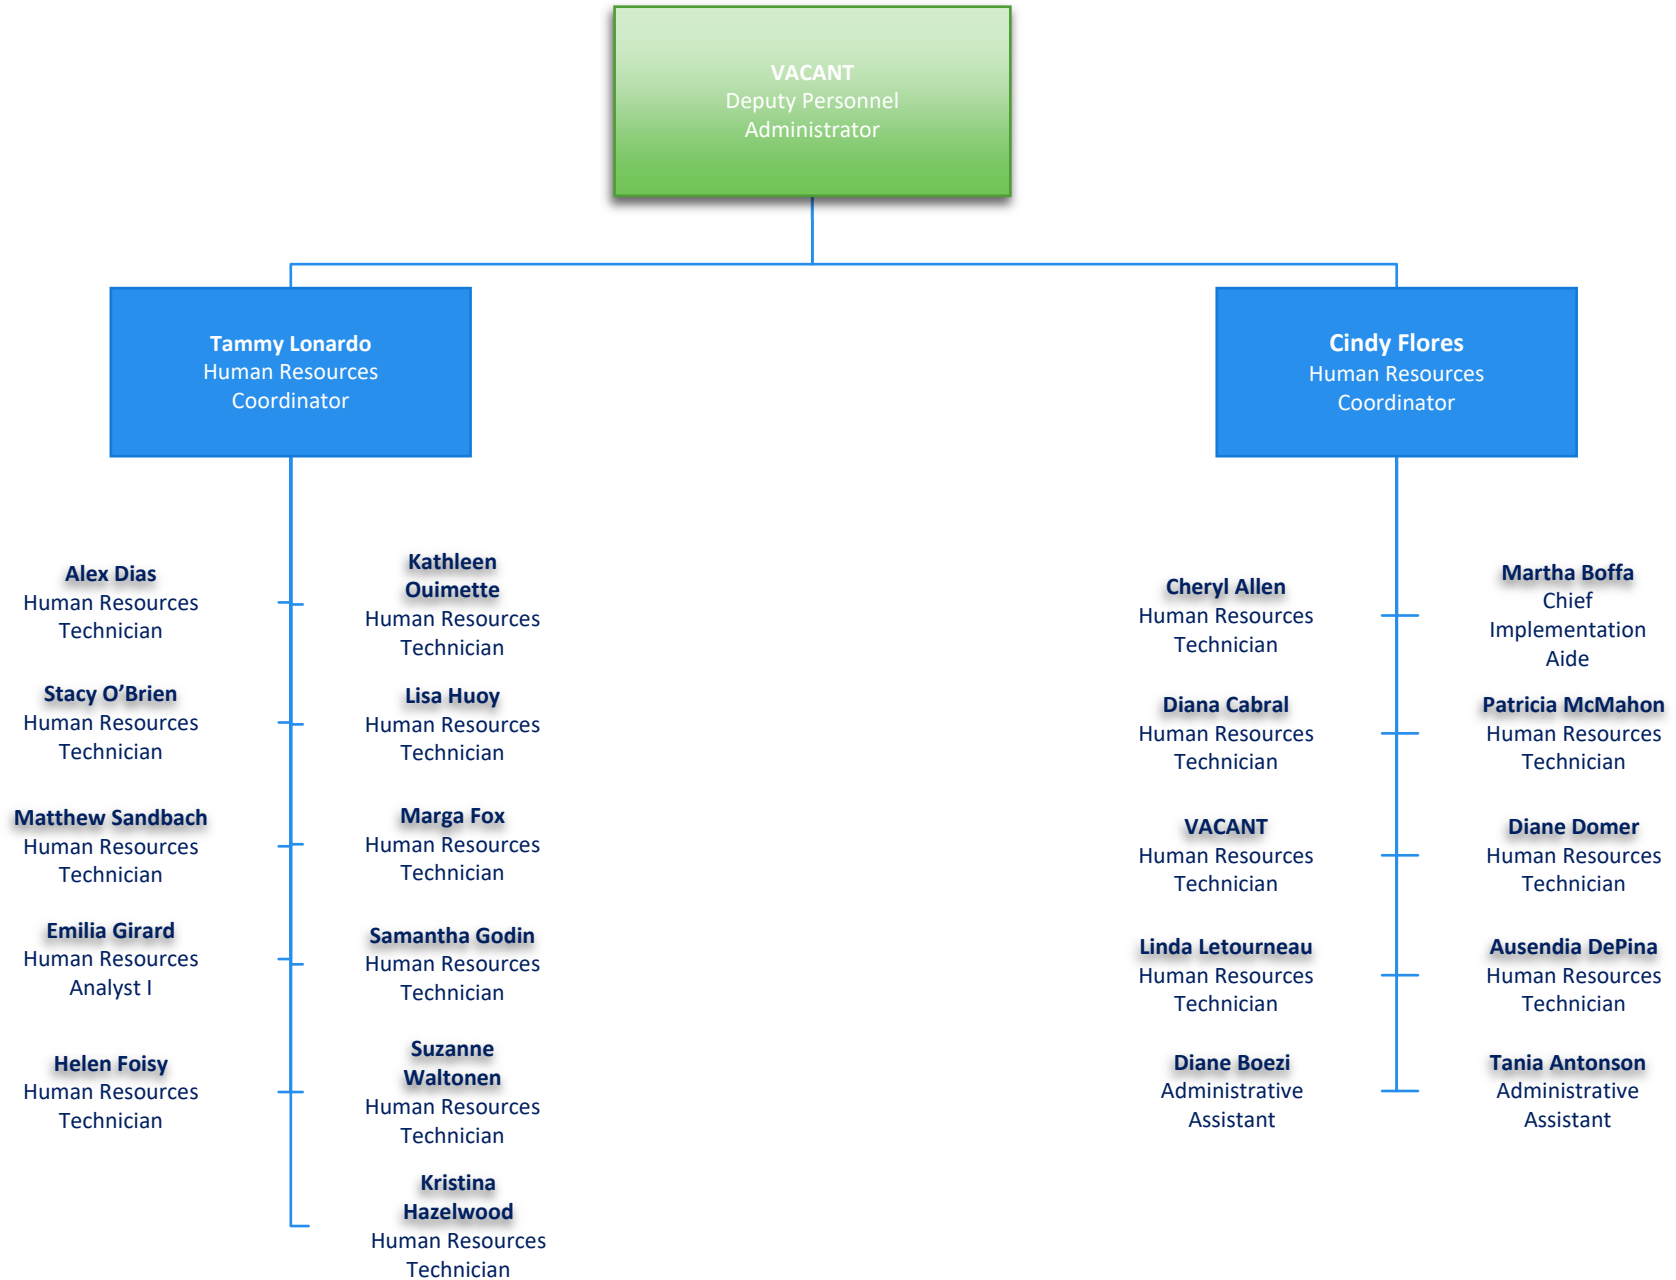 VACANT
Deputy Personnel
Administrator
Tammy Lonardo
Human Resources
Coordinator
Cindy Flores
Human Resources
Coordinator
Alex Dias
Human Resources
Technician
Kathleen
Ouimette
Human Resources
Technician
Stacy O’Brien
Human Resources
Technician
Lisa Huoy
Human Resources
Technician
Matthew Sandbach
Human Resources
Technician
Marga Fox
Human Resources
Technician
Emilia Girard
Human Resources
Analyst I
Samantha Godin
Human Resources
Technician
Helen Foisy
Human Resources
Technician
Suzanne
Waltonen
Human Resources
Technician
Kristina
Hazelwood
Human Resources
Technician
Cheryl Allen
Human Resources
Technician
Martha Boffa
Chief
Implementation
Aide
Diana Cabral
Human Resources
Technician
Patricia McMahon
Human Resources
Technician
VACANT
Human Resources
Technician
Diane Domer
Human Resources
Technician
Linda Letourneau
Human Resources
Technician
Ausendia DePina
Human Resources
Technician
Diane Boezi
Administrative
Assistant
Tania Antonson
Administrative
Assistant